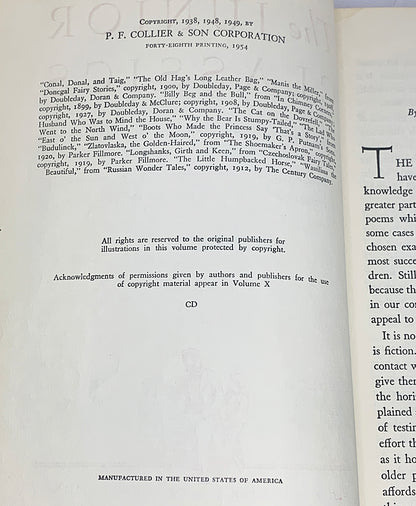 COPYRIGHT, 1938, 1948, 1949, BY
P. F. COLLIER & SON CORPORATION
FORTY-EIGHTH PRINTING, 1954
"Conal, Donal, and Taig," "The Old Hag's Long Leather Bag," "Manis the Miller," from
"Donegal Fairy Stories," copyright, 1900, by Doubleday, Page & Company; copyright,
by Doubleday, Doran & Company. "Billy Beg and the Bull," from "In Chimney Corners,"
copyright, 1899, by Doubleday & McClure; copyright, 1908, by Doubleday, Page & Company;
copyright, 1927, by Doubleday, Doran & Company. "The Cat on the Dovrefell,"
Husband Who Was to Mind the House," "Why the Bear Is Stumpy-Tailed," "The Lad Who
Went to the North Wind," "Boots Who Made the Princess Say 'That's a Story,'" from
"East o' the Sun and West o' the Moon," copyright, 1919, by G. P. Putnam's Sons.
"Budulinek," "Zlatovlaska, the Golden-Haired," from "The Shoemaker's Apron," copyright,
1920, by Parker Fillmore. "Longshanks, Girth and Keen," from "Czechoslovak Fairy Tales,"
copyright, 1919, by Parker Fillmore. "The Little Humpbacked Horse," "Wassilissa the
Beautiful," from "Russian Wonder Tales," copyright, 1912, by The Century Company.
All rights are reserved to the original publishers for
illustrations in this volume protected by copyright.
Acknowledgments of permissions given by authors and publishers for the use
of copyright material appear in Volume X
CD
MANUFACTURED IN THE UNITED STATES OF AMERICA
By
THE
have
knowledge
greater part
poems whi
some cases
chosen exa
most succe
dren. Still
because th
in our con
appeal to
It is no
is fiction.
contact w
give ther
the hori
plained
of testin
effort th
as it ho
older p
affords